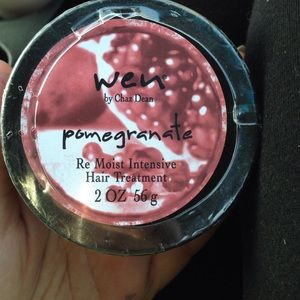 wen
by Chaz Dean
pomegranate
Re Moist Intensive
Hair Treatment
2 OZ 56 g